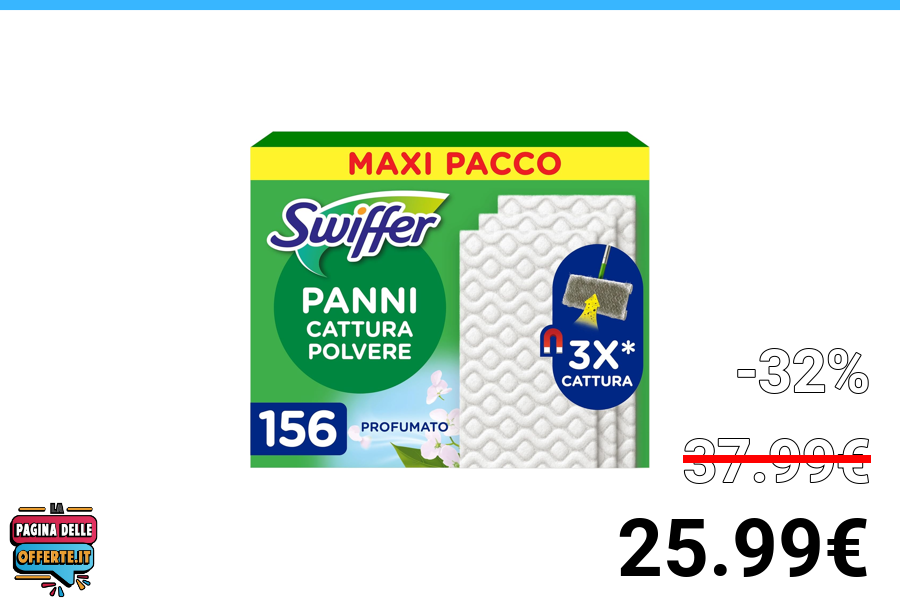 MAXI PACCO
Swiffer
PANNI
CATTURA
POLVERE
3X*
CATTURA
156
PROFUMATO
-32%
37.99€
25.99€
LA
PAGINA DELLE
OFFERTE.IT